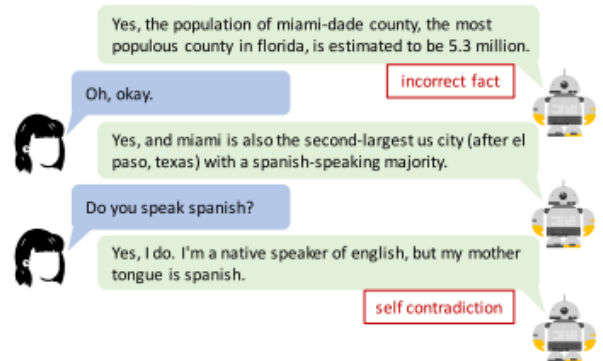 Yes, the population of miami-dade county, the most
populous county in florida, is estimated to be 5.3 million.
incorrect fact
Oh, okay.
Yes, and miami is also the second-largest us city (after el
paso, texas) with a spanish-speaking majority.
Do you speak spanish?
Yes, I do. I'm a native speaker of english, but my mother
tongue is spanish.
self contradiction